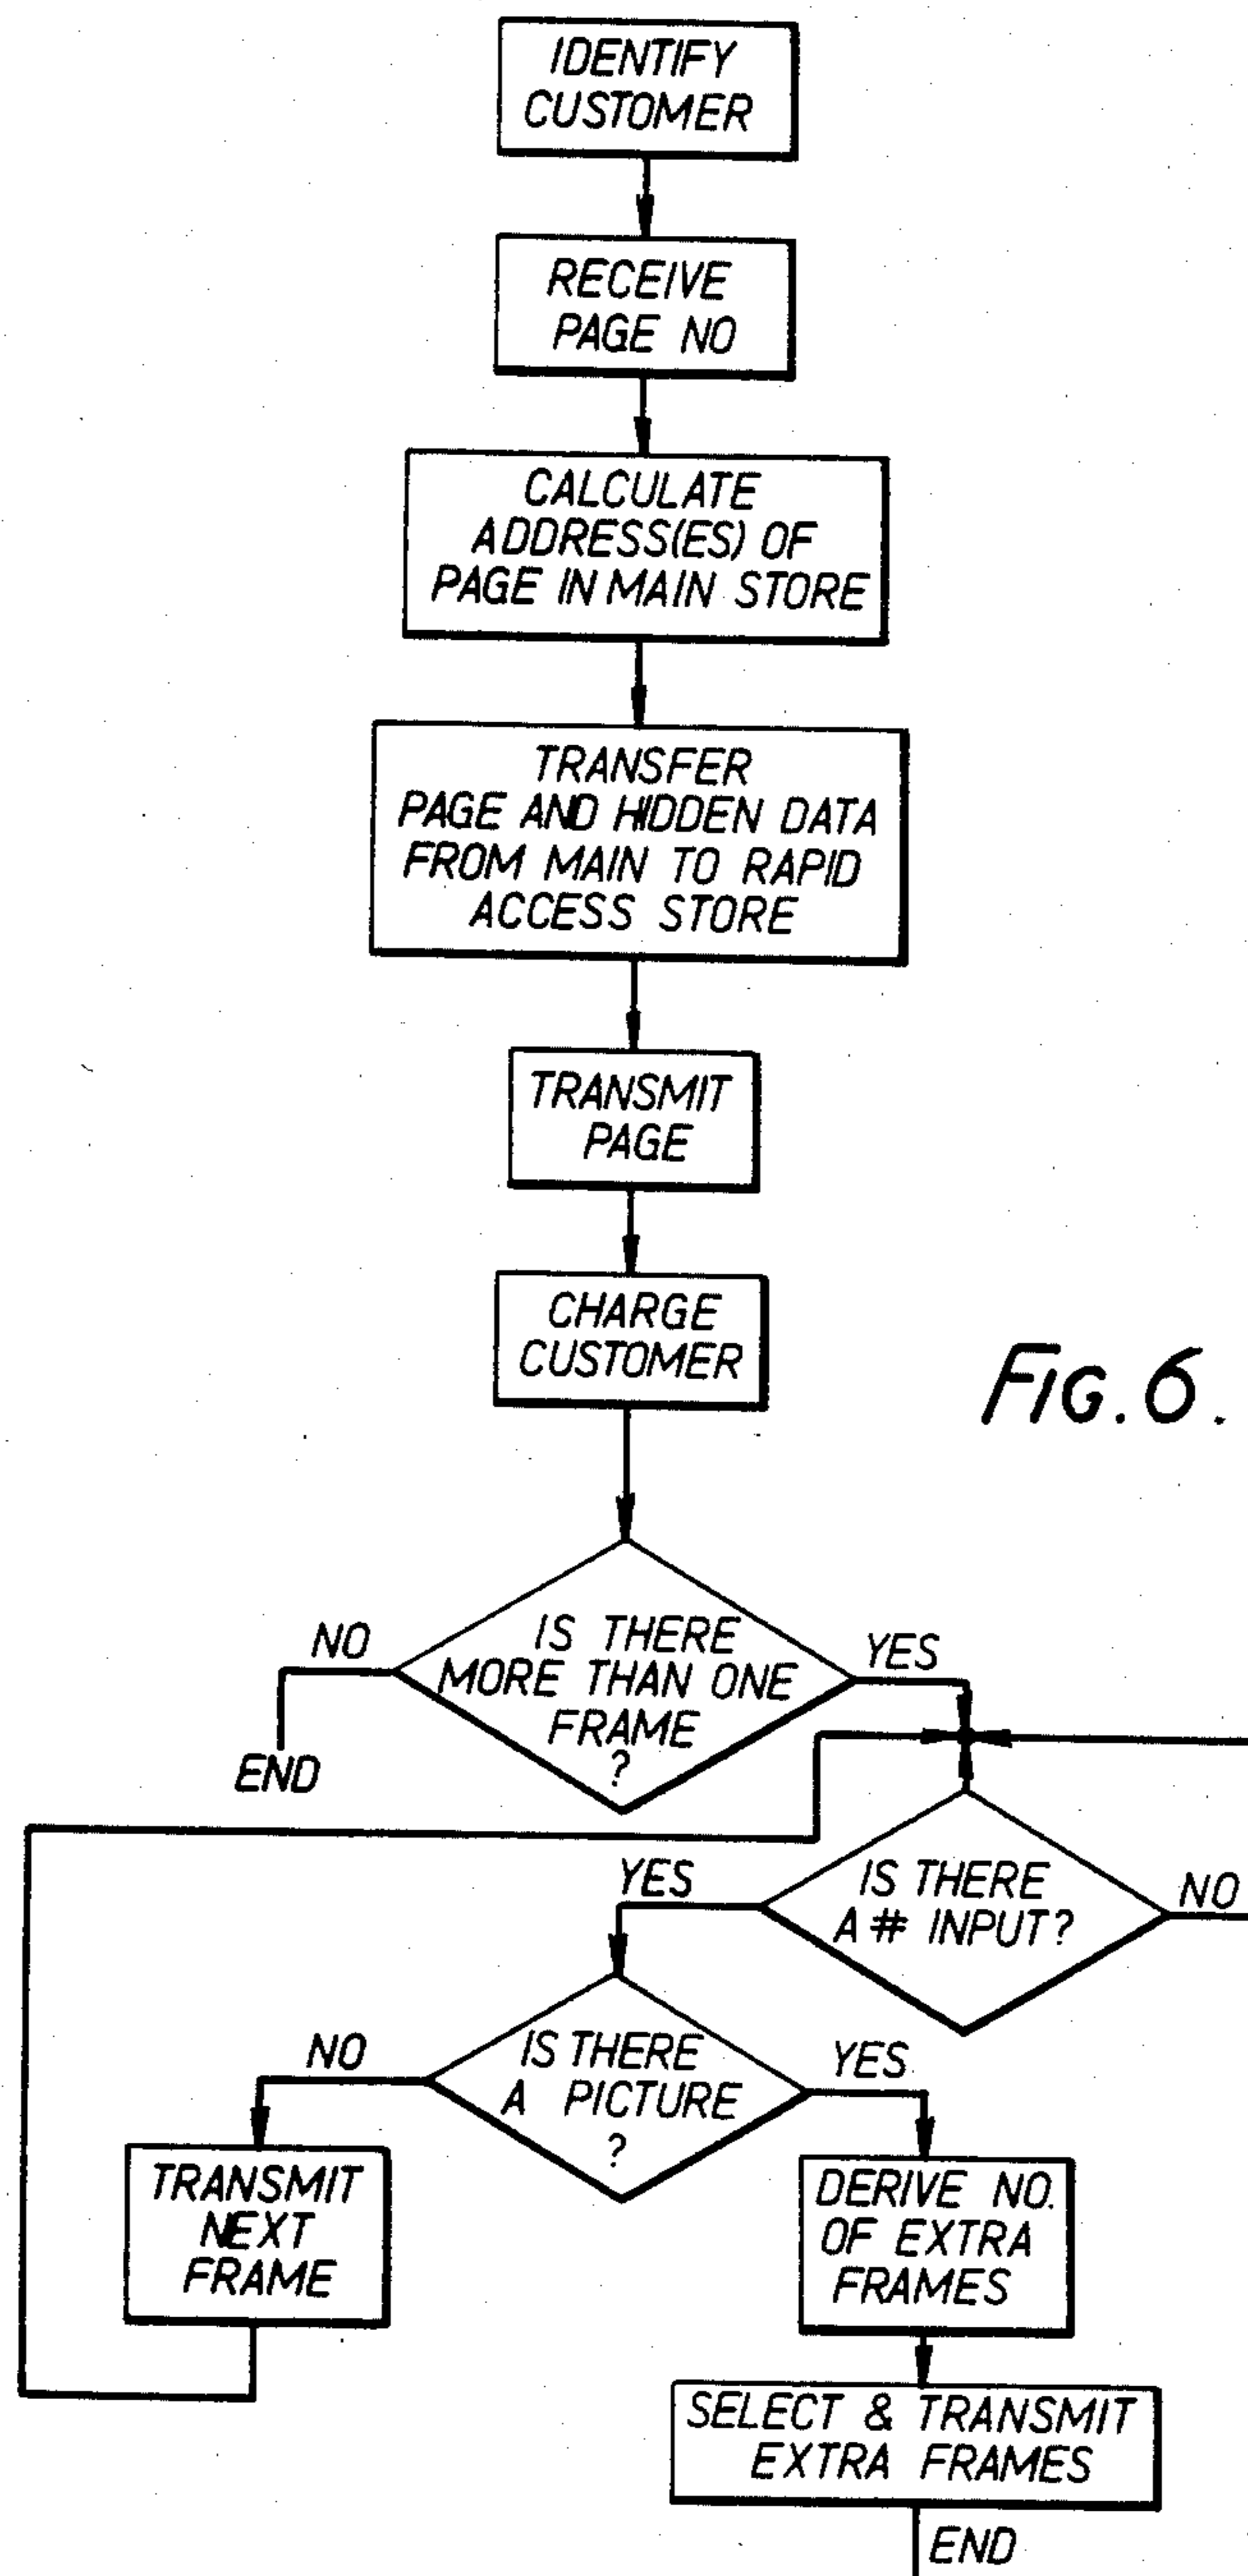 IDENTIFY
CUSTOMER
RECEIVE
PAGE NO
CALCULATE
ADDRESS(ES) OF
PAGE IN MAIN STORE
TRANSFER
PAGE AND HIDDEN DATA
FROM MAIN TO RAPID
ACCESS STORE
TRANSMIT
PAGE
CHARGE
CUSTOMER
FIG. 6.
NO
IS THERE
MORE THAN ONE
FRAME
?
YES
END
YES
IS THERE
A # INPUT?
NO
NO
IS THERE
A PICTURE
?
YES
TRANSMIT
NEXT
FRAME
DERIVE NO.
OF EXTRA
FRAMES
SELECT & TRANSMIT
EXTRA FRAMES
END